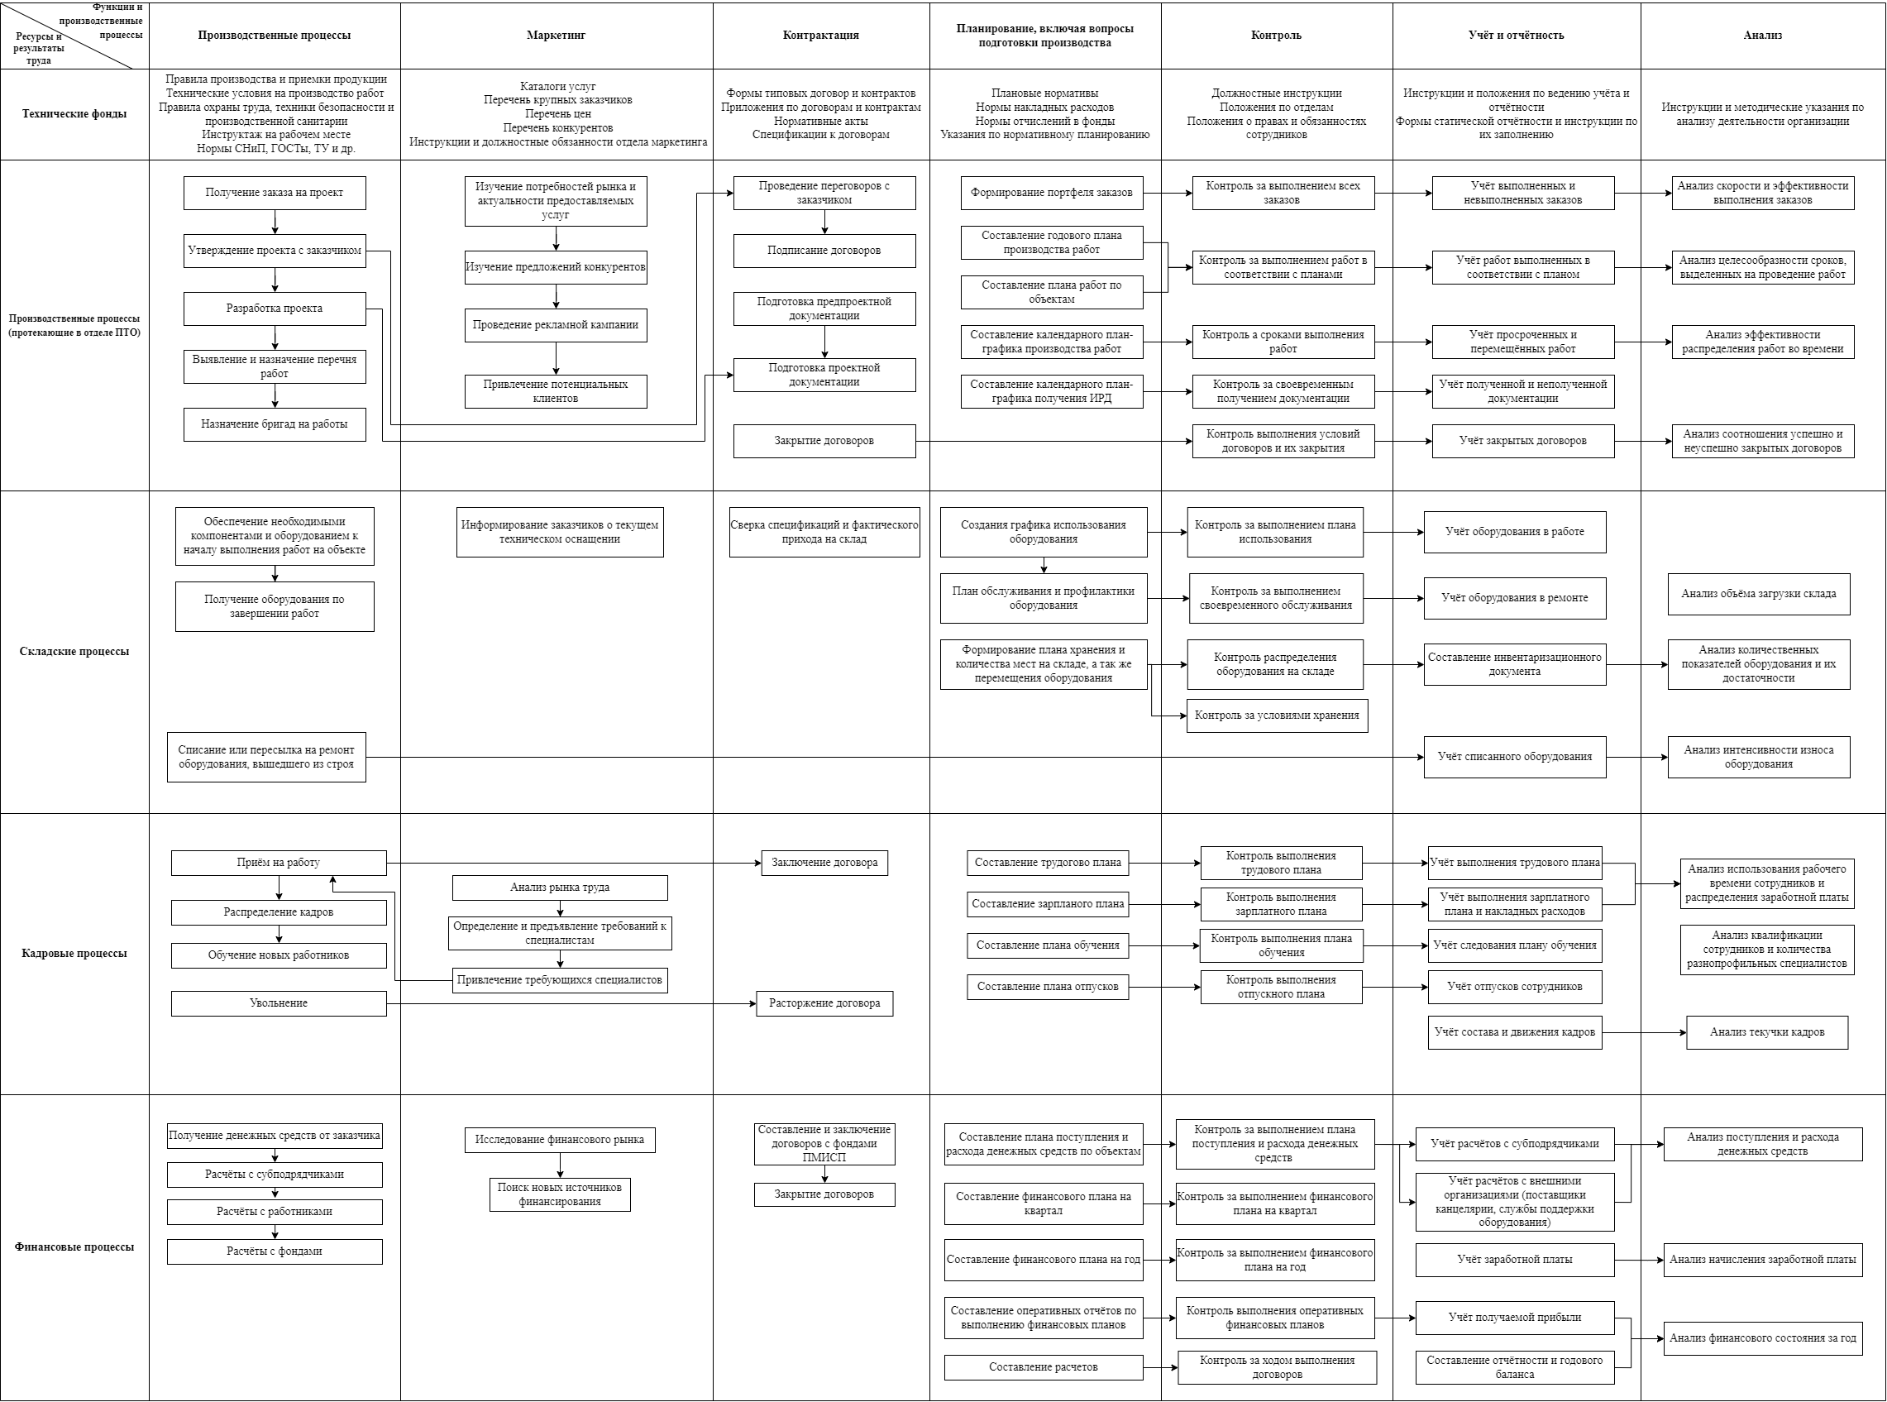 Функции и
производственные
процессы
Ресурсы и
результаты
труда
Производственные процессы
Маркетинг
Контрактация
Планирование, включая вопросы
подготовки производства
Контроль
Учёт и отчётность
Анализ
Технические фонды
Правила производства и приемки продукции
Технические условия на производство работ
Правила охраны труда, техники безопасности и
производственной санитарии
Инструктаж на рабочем месте
Нормы СНиП, ГОСТы, ТУ и др.
Каталоги услуг
Перечень крупных заказчиков
Перечень цен
Перечень конкурентов
Инструкции и должностные обязанности отдела маркетинга
Формы типовых договор и контрактов
Приложения по договорам и контрактам
Нормативные акты
Спецификации к договорам
Плановые нормативы
Нормы накладных расходов
Нормы отчислений в фонды
Указания по нормативному планированию
Должностные инструкции
Положения по отделам
Положения о правах и обязанностях
сотрудников
Инструкции и положения по ведению учёта и
отчётности
Формы статической отчётности и инструкции по
их заполнению
Инструкции и методические указания по
анализу деятельности организации
Производственные процессы
(протекающие в отделе ПТО)
Получение заказа на проект
Утверждение проекта с заказчиком
Разработка проекта
Выявление и назначение перечня
работ
Назначение бригад на работы
Изучение потребностей рынка и
актуальности предоставляемых
услуг
Изучение предложений конкурентов
Проведение рекламной кампании
Привлечение потенциальных
клиентов
Проведение переговоров с
заказчиком
Подписание договоров
Подготовка предпроектной
документации
Подготовка проектной
документации
Закрытие договоров
Формирование портфеля заказов
Составление годового плана
производства работ
Составление плана работ по
объектам
Составление календарного план-
графика производства работ
Составление календарного план-
графика получения ИРД
Контроль за выполнением всех
заказов
Контроль за выполнением работ в
соответствии с планами
Контроль а сроками выполнения
работ
Контроль за своевременным
получением документации
Контроль выполнения условий
договоров и их закрытия
Учёт выполненных и
невыполненных заказов
Учёт работ выполненных в
соответствии с планом
Учёт просроченных и
перемещённых работ
Учёт полученной и неполученной
документации
Учёт закрытых договоров
Анализ скорости и эффективности
выполнения заказов
Анализ целесообразности сроков,
выделенных на проведение работ
Анализ эффективности
распределения работ во времени
Анализ соотношения успешно и
неуспешно закрытых договоров
Складские процессы
Обеспечение необходимыми
компонентами и оборудованием к
началу выполнения работ на объекте
Получение оборудования по
завершении работ
Списание или пересылка на ремонт
оборудования, вышедшего из строя
Информирование заказчиков о текущем
техническом оснащении
Сверка спецификаций и фактического
прихода на склад
Создания графика использования
оборудования
План обслуживания и профилактики
оборудования
Формирование плана хранения и
количества мест на складе, а так же
перемещения оборудования
Контроль за выполнением плана
использования
Контроль за выполнением
своевременного обслуживания
Контроль распределения
оборудования на складе
Контроль за условиями хранения
Учёт оборудования в работе
Учёт оборудования в ремонте
Составление инвентаризационного
документа
Учёт списанного оборудования
Анализ объёма загрузки склада
Анализ количественных
показателей оборудования и их
достаточности
Анализ интенсивности износа
оборудования
Кадровые процессы
Приём на работу
Распределение кадров
Обучение новых работников
Увольнение
Анализ рынка труда
Определение и предъявление требований к
специалистам
Привлечение требующихся специалистов
Заключение договора
Расторжение договора
Составление трудогово плана
Составление зарпланого плана
Составление плана обучения
Составление плана отпусков
Контроль выполнения
трудового плана
Контроль выполнения
зарплатного плана
Контроль выполнения плана
обучения
Контроль выполнения
отпускного плана
Учёт выполнения трудового плана
Учёт выполнения зарплатного
плана и накладных расходов
Учёт следования плану обучения
Учёт отпусков сотрудников
Учёт состава и движения кадров
Анализ использования рабочего
времени сотрудников и
распределения заработной платы
Анализ квалификации
сотрудников и количества
разнопрофильных специалистов
Анализ текучки кадров
Финансовые процессы
Получение денежных средств от заказчика
Расчёты с субподрядчиками
Расчёты с работниками
Расчёты с фондами
Исследование финансового рынка
Поиск новых источников
финансирования
Составление и заключение
договоров с фондами
ПМИСП
Закрытие договоров
Составление плана поступления и
расхода денежных средств по объектам
Составление финансового плана на
квартал
Составление финансового плана на год
Составление оперативных отчётов по
выполнению финансовых планов
Составление расчетов
Контроль за выполнением плана
поступления и расхода денежных
средств
Контроль за выполнением финансового
плана на квартал
Контроль за выполнением финансового
плана на год
Контроль выполнения оперативных
финансовых планов
Контроль за ходом выполнения
договоров
Учёт расчётов с субподрядчиками
Учёт расчётов с внешними
организациями (поставщики
канцелярии, службы поддержки
оборудования)
Учёт заработной платы
Учёт получаемой прибыли
Составление отчётности и годового
баланса
Анализ поступления и расхода
денежных средств
Анализ начисления заработной платы
Анализ финансового состояния за год